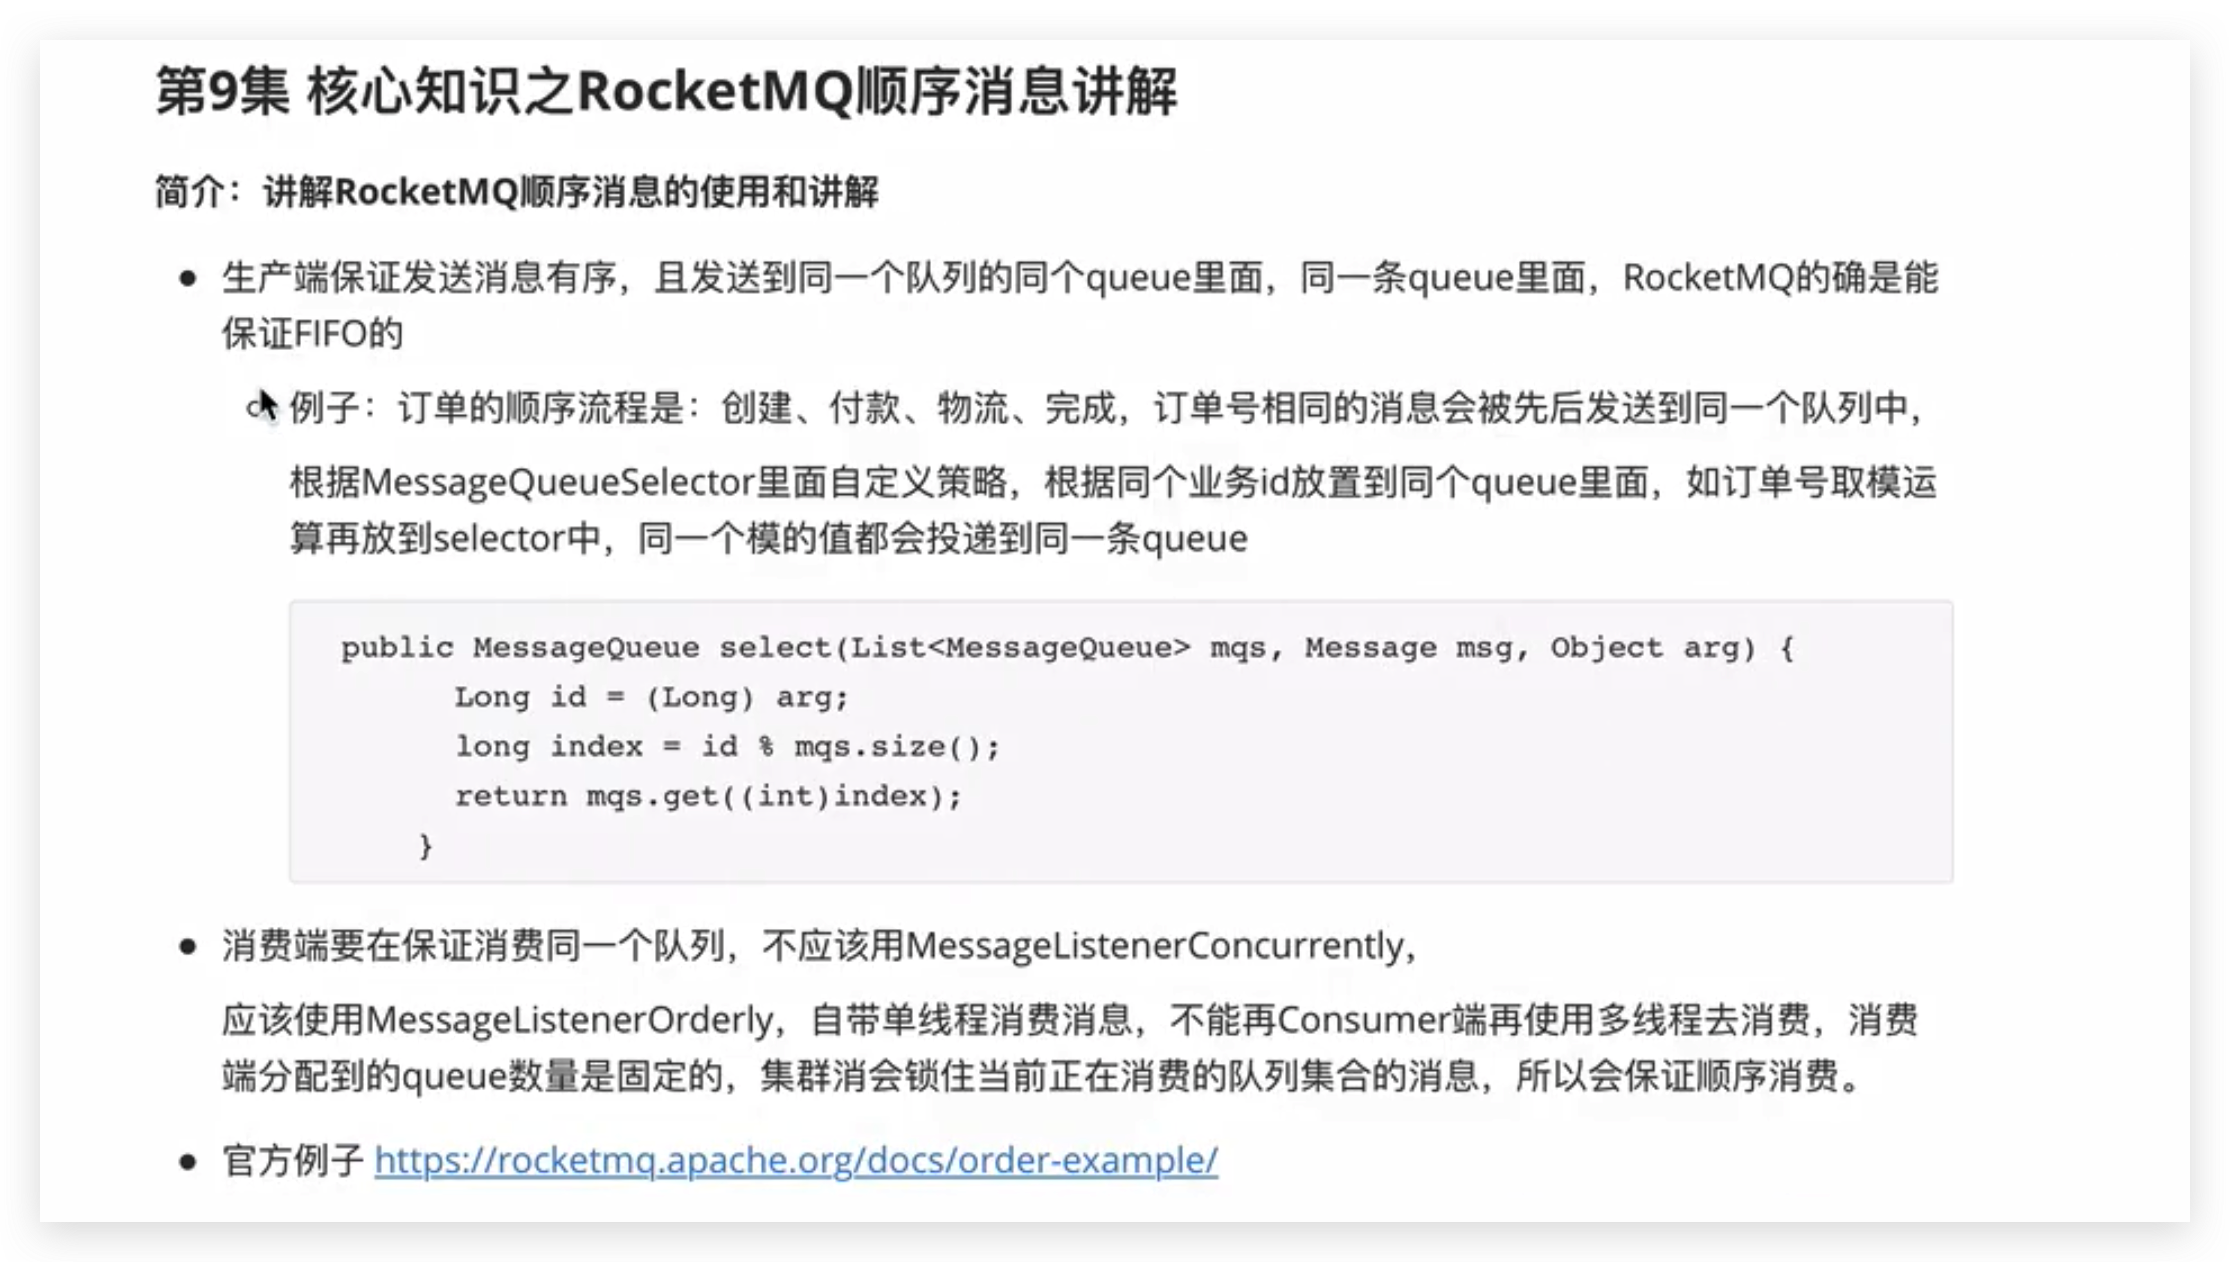 第9集 核心知识之RocketMQ顺序消息讲解
简介：讲解RocketMQ顺序消息的使用和讲解
生产端保证发送消息有序，且发送到同一个队列的同个queue里面，同一条queue里面，RocketMQ的确是能
保证FIFO的
例子：订单的顺序流程是：创建、付款、物流、完成，订单号相同的消息会被先后发送到同一个队列中，
根据MessageQueueSelector里面自定义策略，根据同个业务id放置到同个queue里面，如订单号取模运
算再放到selector中，同一个模的值都会投递到同一条queue
public MessageQueue select(List<MessageQueue> mqs, Message msg, Object arg) {
Long id = (Long) arg;
long index = id % mqs.size();
return mqs.get((int)index);
}
消费端要在保证消费同一个队列，不应该用MessageListenerConcurrently，
应该使用MessageListenerOrderly，自带单线程消费消息，不能再Consumer端再使用多线程去消费，消费
端分配到的queue数量是固定的，集群消会锁住当前正在消费的队列集合的消息，所以会保证顺序消费。
官方例子 https://rocketmq.apache.org/docs/order-example/